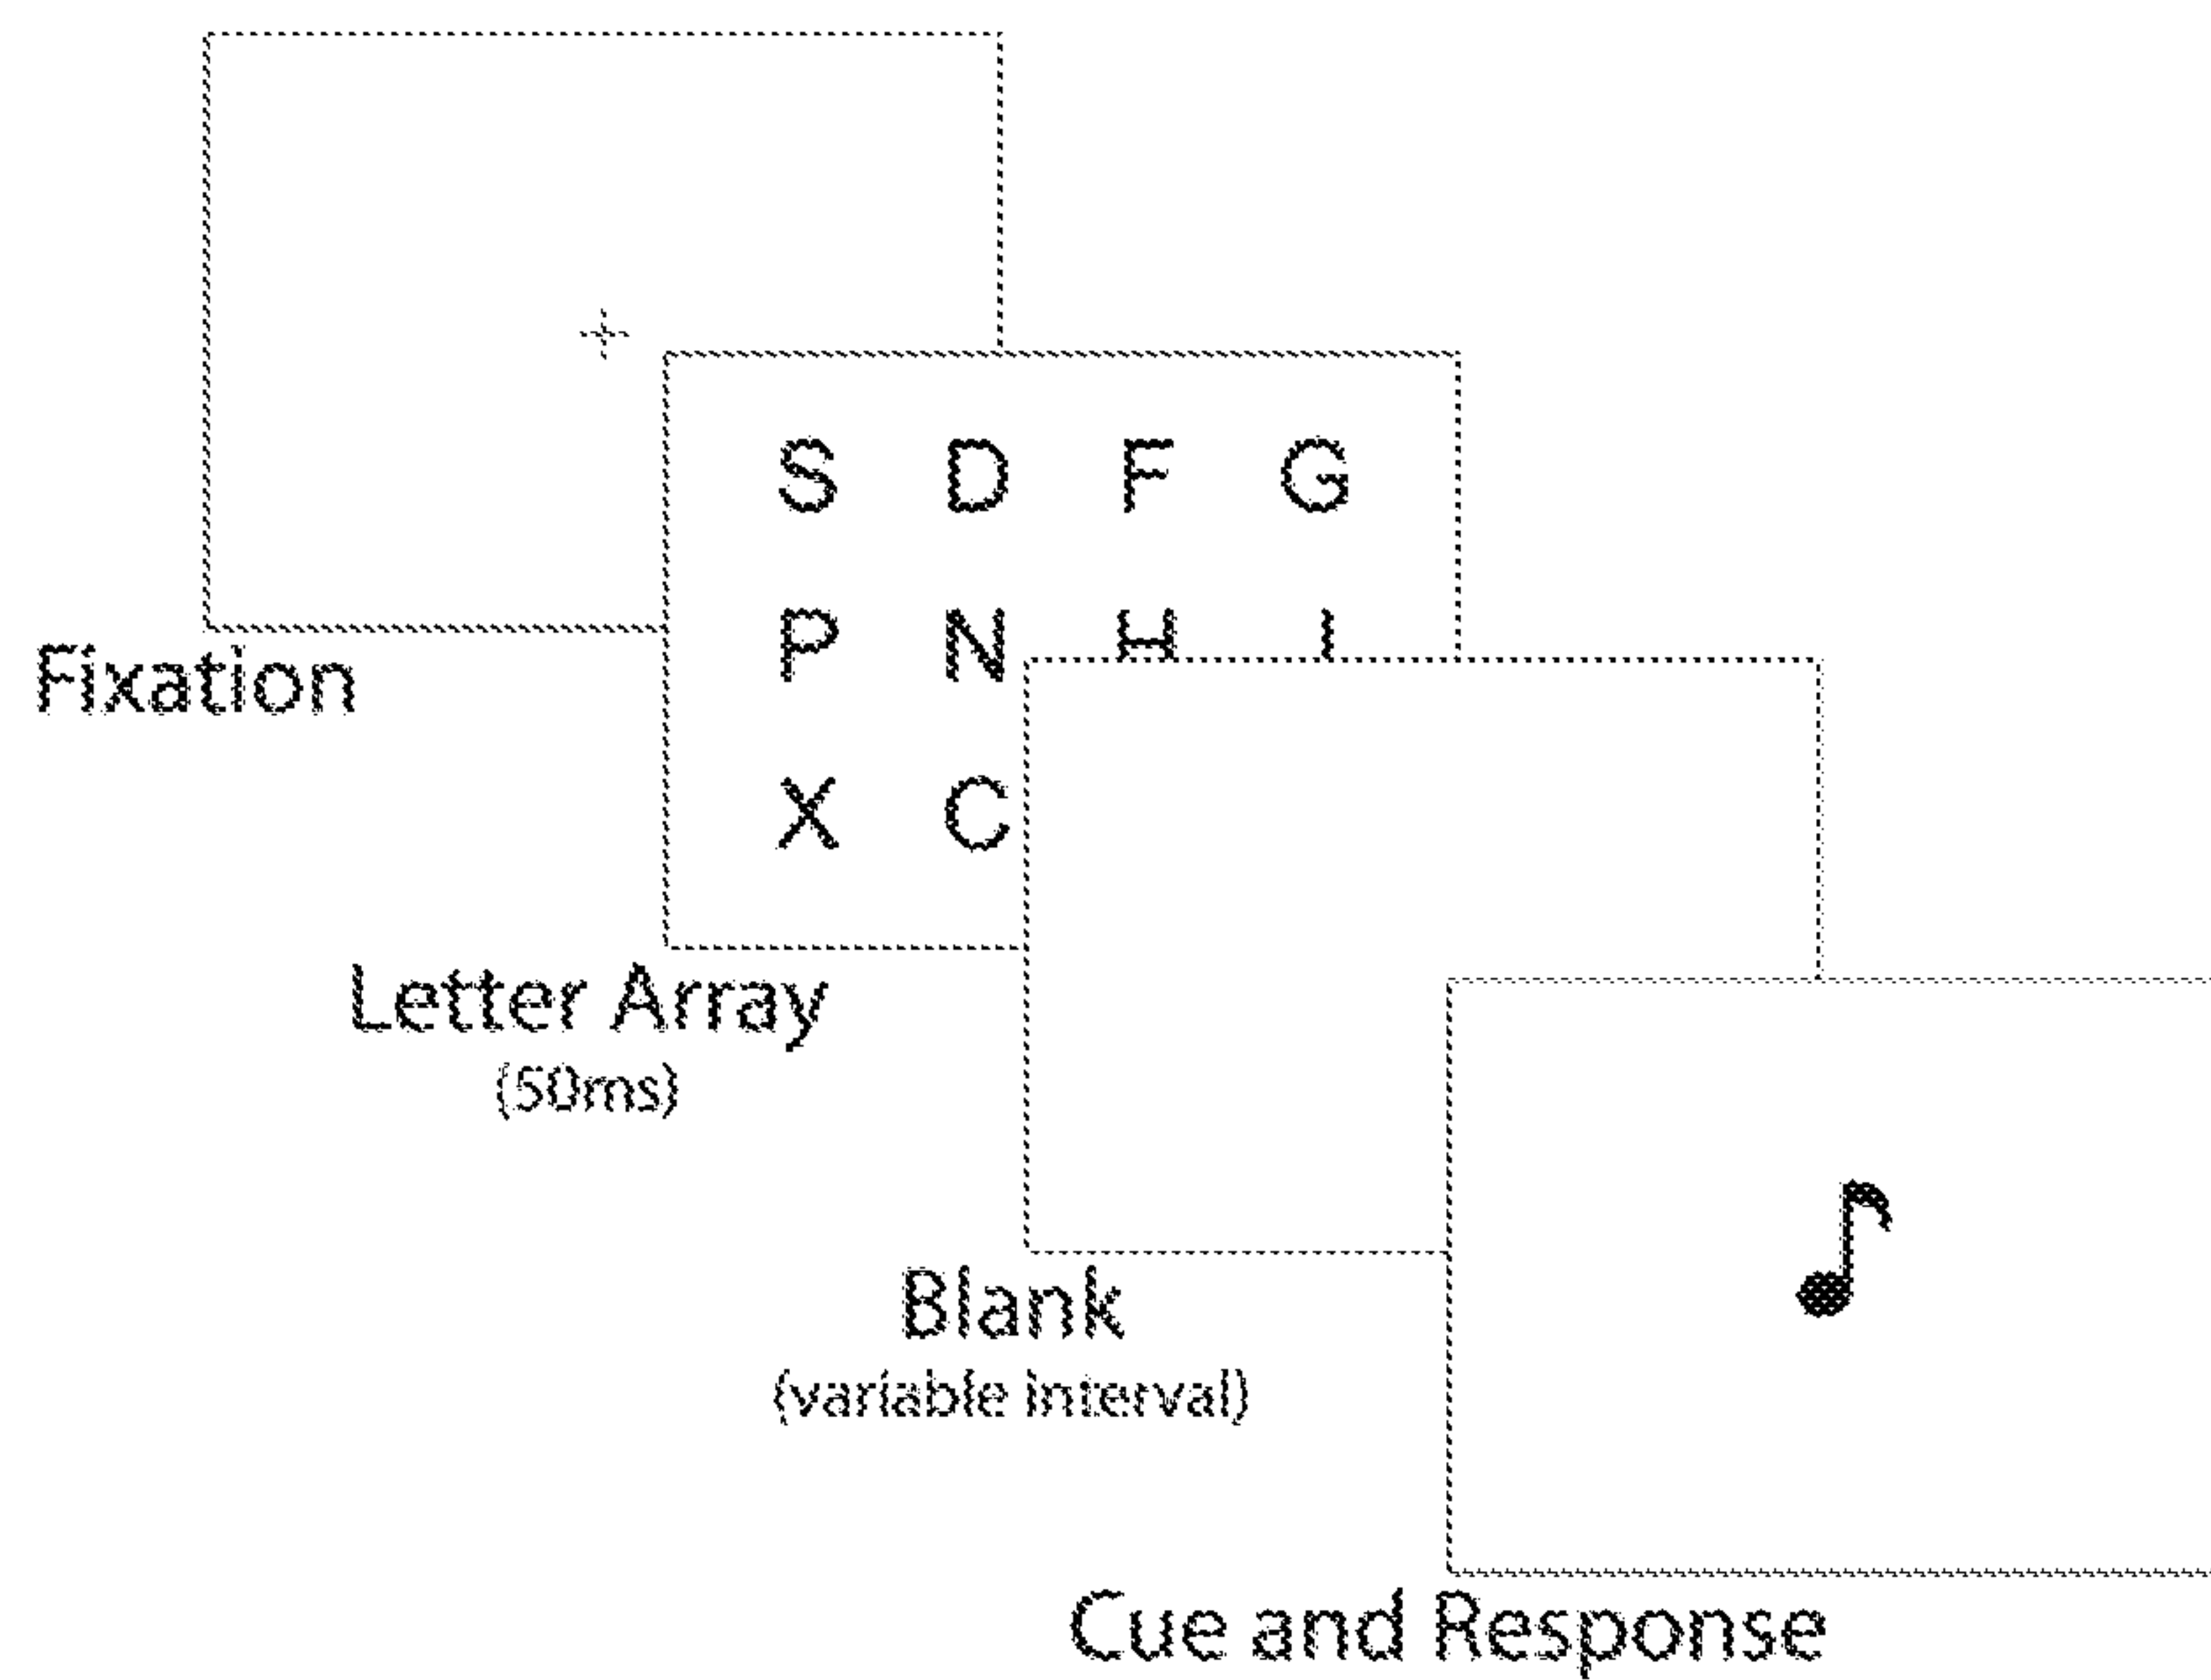 S D F G
P N H
X C
Fixation
Letter Array
(50ms)
Blank
(variable interval)
Cue and Response